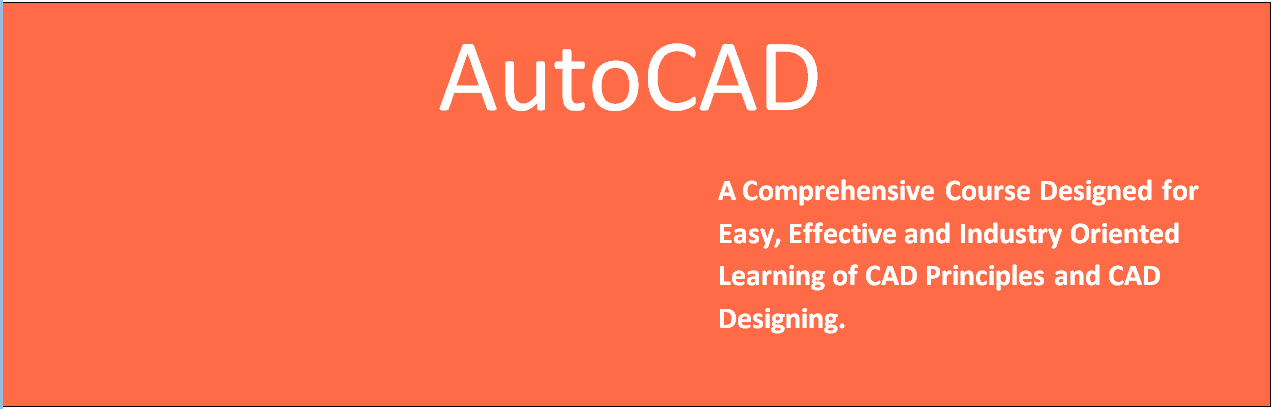 AutoCAD
A Comprehensive Course Designed for
Easy, Effective and Industry Oriented
Learning of CAD Principles and CAD
Designing.